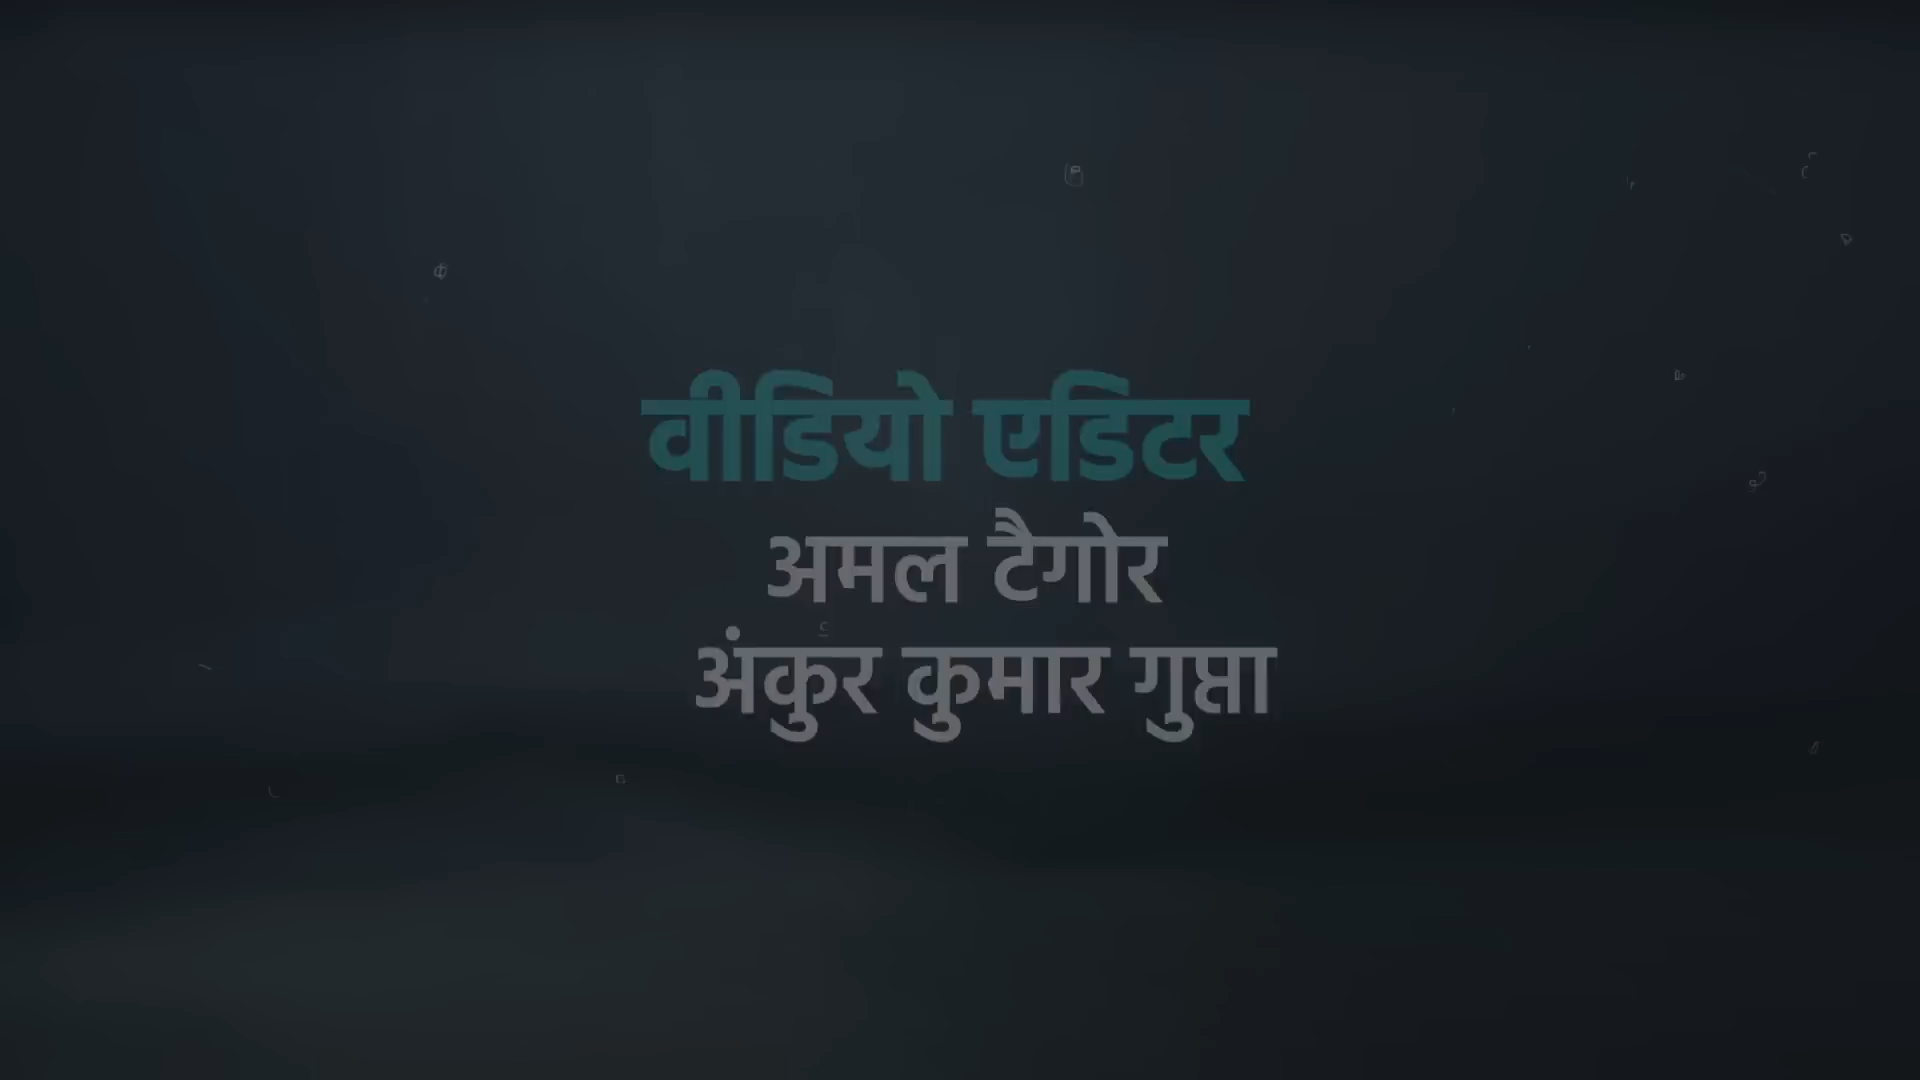 वीडियो एडिटर
अमल टैगोर
अंकुर कुमार गुप्ता